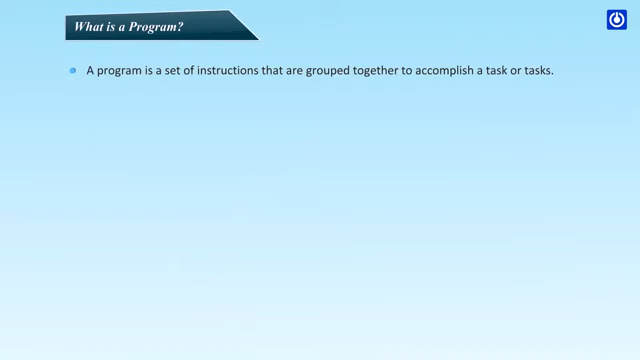 What is a Program?
A program is a set of instructions that are grouped together to accomplish a task or tasks.